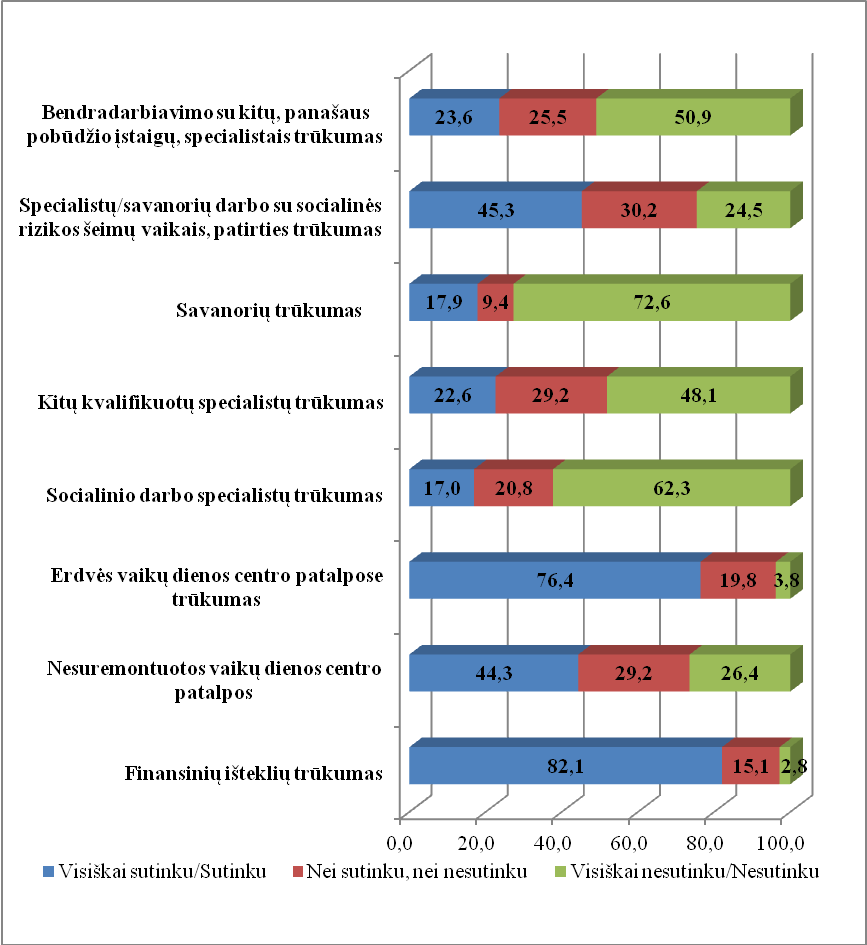 Bendradarbiavimo su kitų, panašaus
pobūdžio įstaigų, specialistais trūkumas
23,6 25,5 50,9
Specialistų/savanorių darbo su socialinės
rizikos šeimų vaikais, patirties trūkumas
45,3 30,2 24,5
Savanorių trūkumas
17,9 9,4 72,6
Kitų kvalifikuotų specialistų trūkumas
22,6 29,2 48,1
Socialinio darbo specialistų trūkumas
17,0 20,8 62,3
Erdvės vaikų dienos centro patalpose
trūkumas
76,4 19,8 3,8
Nesuremontuotos vaikų dienos centro
patalpos
44,3 29,2 26,4
Finansinių išteklių trūkumas
82,1 15,1 2,8
0,0 20,0 40,0 60,0 80,0 100,0
Visiškai sutinku/Sutinku Nei sutinku, nei nesutinku Visiškai nesutinku/Nesutinku